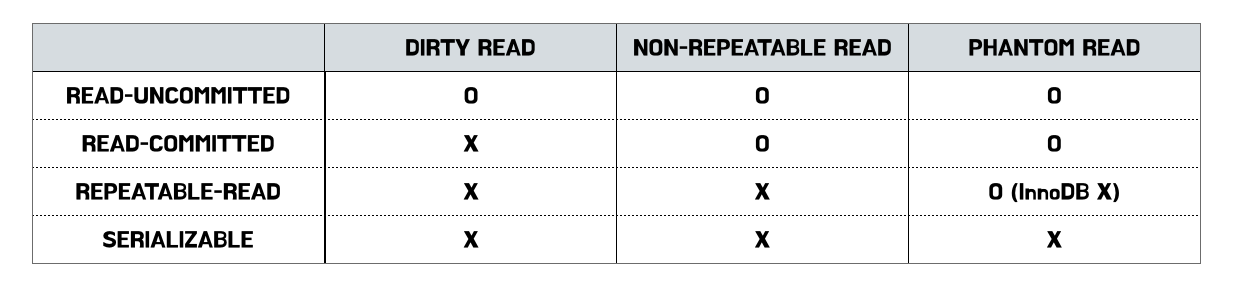 DIRTY READ NON-REPEATABLE READ PHANTOM READ
READ-UNCOMMITTED O O O
READ-COMMITTED X O O
REPEATABLE-READ X X O (InnoDB X)
SERIALIZABLE X X X